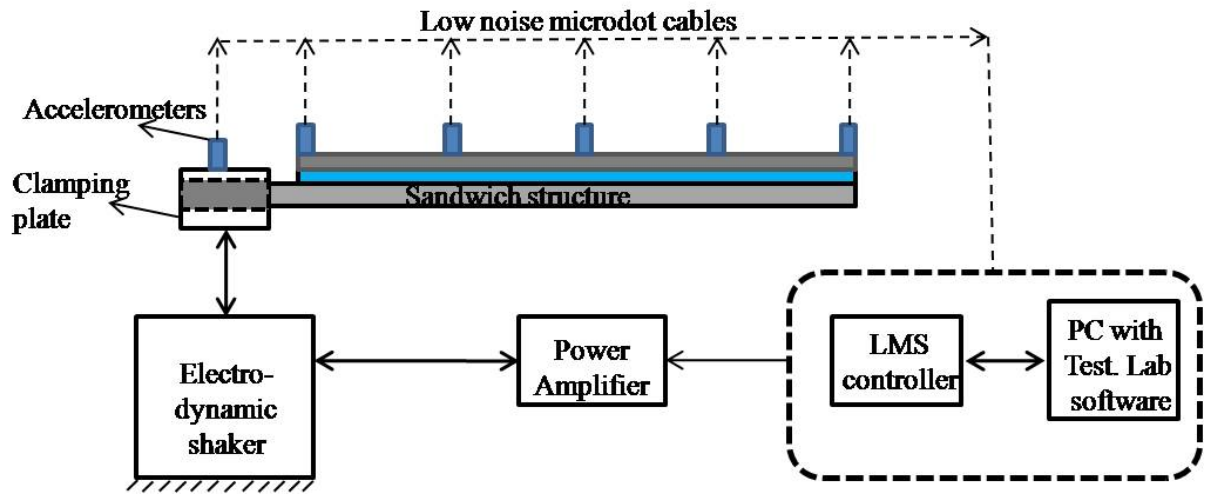 Low noise microdot cables
Accelerometers
Clamping
plate
Sandwich structure
Electro-
dynamic
shaker
Power
Amplifier
LMS
controller
PC with
Test. Lab
software